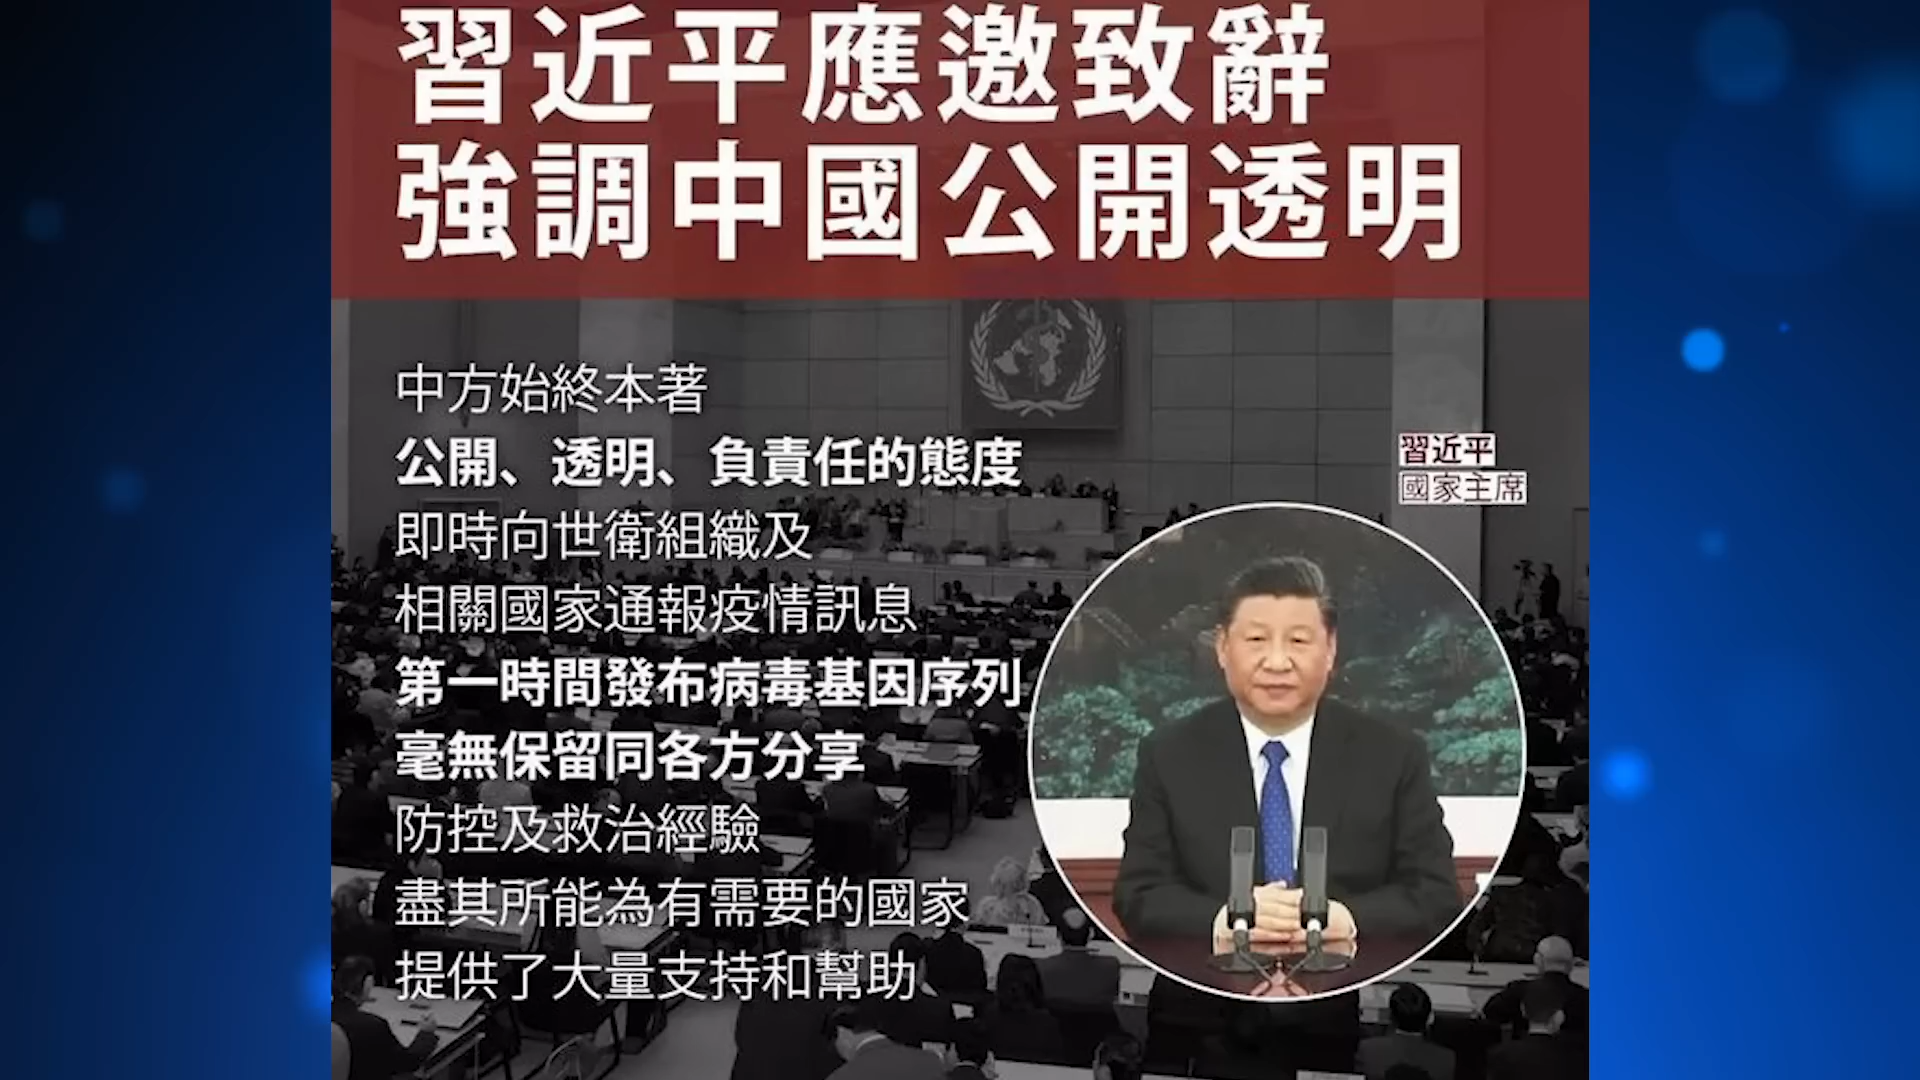 習近平應邀致辭
強調中國公開透明
中方始終本著
公開、透明、負責任的態度
即時向世衛組織及
相關國家通報疫情訊息
第一時間發布病毒基因序列
毫無保留同各方分享
防控及救治經驗
盡其所能為有需要的國家
提供了大量支持和幫助
習近平
國家主席